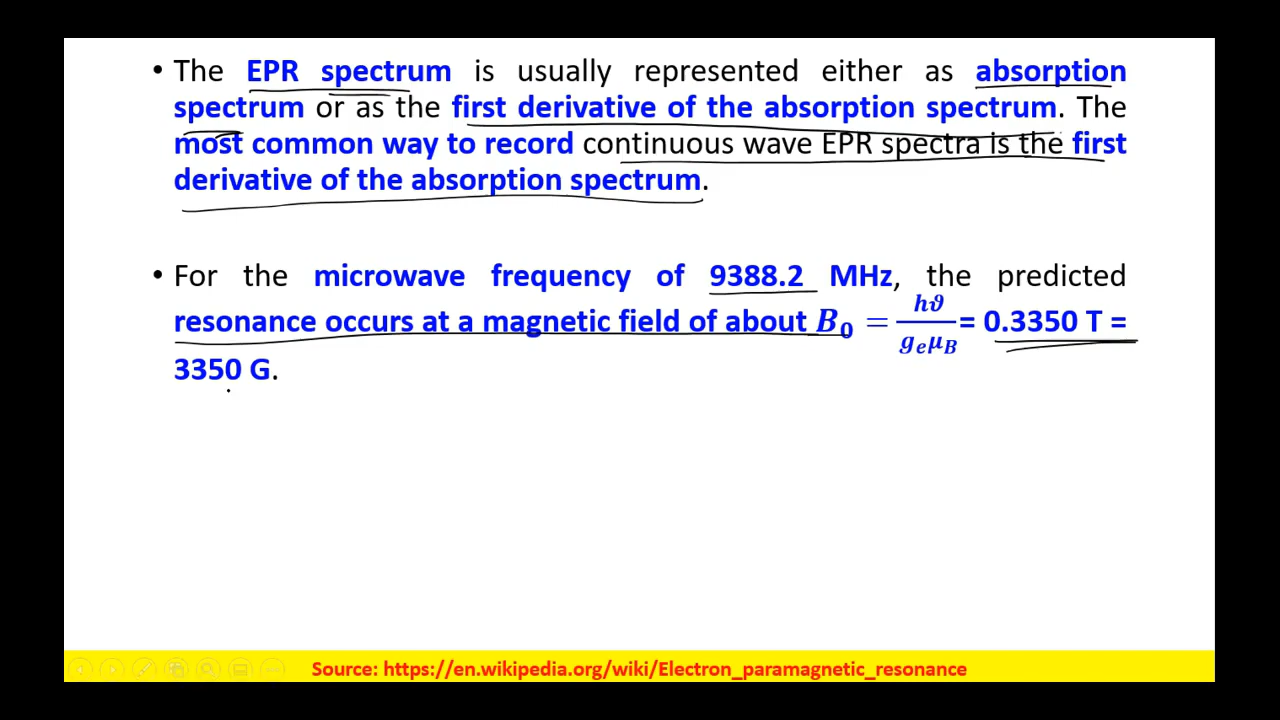 • The EPR spectrum is usually represented either as absorption
spectrum or as the first derivative of the absorption spectrum. The
most common way to record continuous wave EPR spectra is the first
derivative of the absorption spectrum.
• For the microwave frequency of 9388.2 MHz, the predicted
resonance occurs at a magnetic field of about B₀ = hϑ/gₑμ_B = 0.3350 T =
3350 G.
Source: https://en.wikipedia.org/wiki/Electron_paramagnetic_resonance